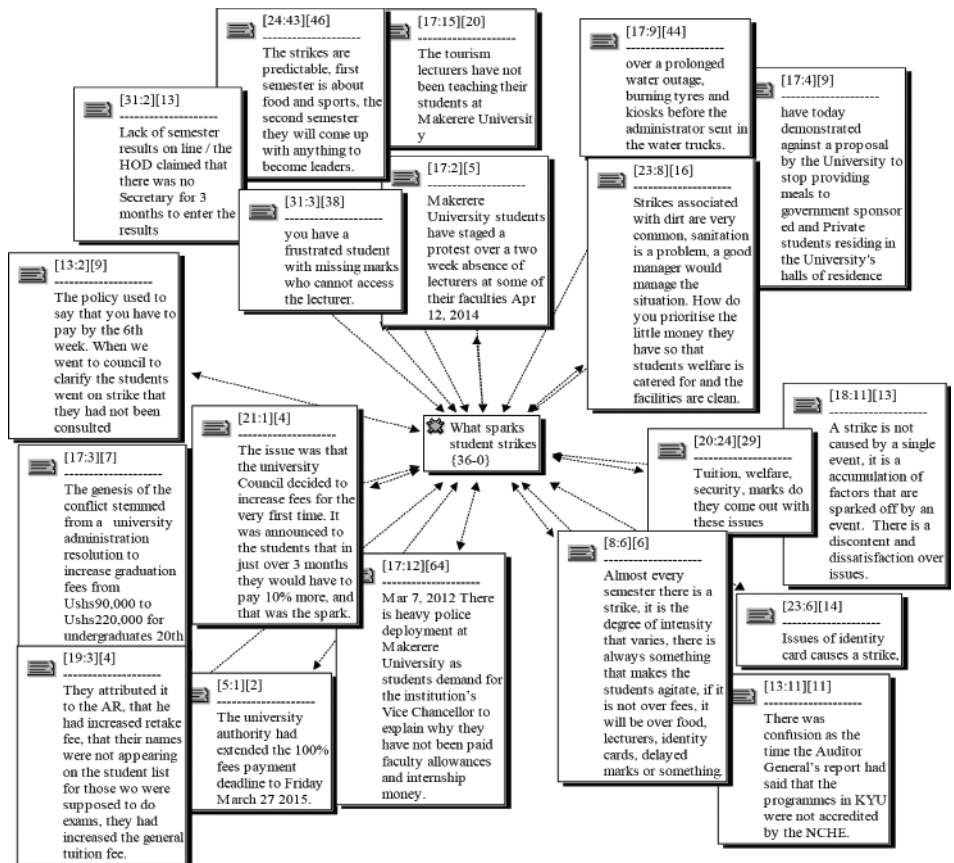 [24:43][46]
--------------------
The strikes are
predictable, first
semester is about
food and sports, the
second semester
they will come up
with anything to
become leaders.
[17:15][20]
--------------------
The tourism
lecturers have not
been teaching their
students at
Makerere Universit
y
[17:9][44]
--------------------
over a prolonged
water outage,
burning tyres and
kiosks before the
administrator sent in
the water trucks.
[17:4][9]
--------------------
have today
demonstrated
against a proposal
by the University to
stop providing
meals to
government sponsor
ed and Private
students residing in
the University's
halls of residence
[31:2][13]
--------------------
Lack of semester
results on line / the
HOD claimed that
there was no
Secretary for 3
months to enter the
results
[31:3][38]
--------------------
you have a
frustrated student
with missing marks
who cannot access
the lecturer.
[17:2][5]
--------------------
Makerere
University students
have staged a
protest over a two
week absence of
lecturers at some of
their faculties Apr
12, 2014
[23:8][16]
--------------------
Strikes associated
with dirt are very
common, sanitation
is a problem, a good
manager would
manage the
situation. How do
you prioritise the
little money they
have so that
students welfare is
catered for and the
facilities are clean.
[13:2][9]
--------------------
The policy used to
say that you have to
pay by the 6th
week. When we
went to council to
clarify the students
went on strike that
they had not been
consulted
[21:1][4]
--------------------
The issue was that
the university
Council decided to
increase fees for the
very first time. It
was announced to
the students that in
just over 3 months
they would have to
pay 10% more, and
that was the spark.
What sparks
student strikes
{36-0}
[18:11][13]
--------------------
A strike is not
caused by a single
event, it is a
accumulation of
factors that are
sparked off by an
event. There is a
discontent and
dissatisfaction over
issues.
[20:24][29]
--------------------
Tuition, welfare,
security, marks do
they come out with
these issues
[17:3][7]
--------------------
The genesis of the
conflict stemmed
from a university
administration
resolution to
increase graduation
fees from
Ushs90,000 to
Ushs220,000 for
undergraduates 20th
[17:12][64]
--------------------
Mar 7, 2012 There
is heavy police
deployment at
Makerere
University as
students demand for
the institution's
Vice Chancellor to
explain why they
have not been paid
faculty allowances
and internship
money.
[8:6][6]
--------------------
Almost every
semester there is a
strike, it is the
degree of intensity
that varies, there is
always something
that makes the
students agitate, if it
is not over fees, it
will be over food,
lecturers, identity
cards, delayed
marks or something.
[23:6][14]
--------------------
Issues of identity
card causes a strike,
[19:3][4]
--------------------
They attributed it
to the AR, that he
had increased retake
fee, that their names
were not appearing
on the student list
for those wo were
supposed to do
exams, they had
increased the general
tuition fee.
[5:1][2]
--------------------
The university
authority had
extended the 100%
fees payment
deadline to Friday
March 27 2015.
[13:11][11]
--------------------
There was
confusion as the
time the Auditor
General's report had
said that the
programmes in KYU
were not accredited
by the NCHE.